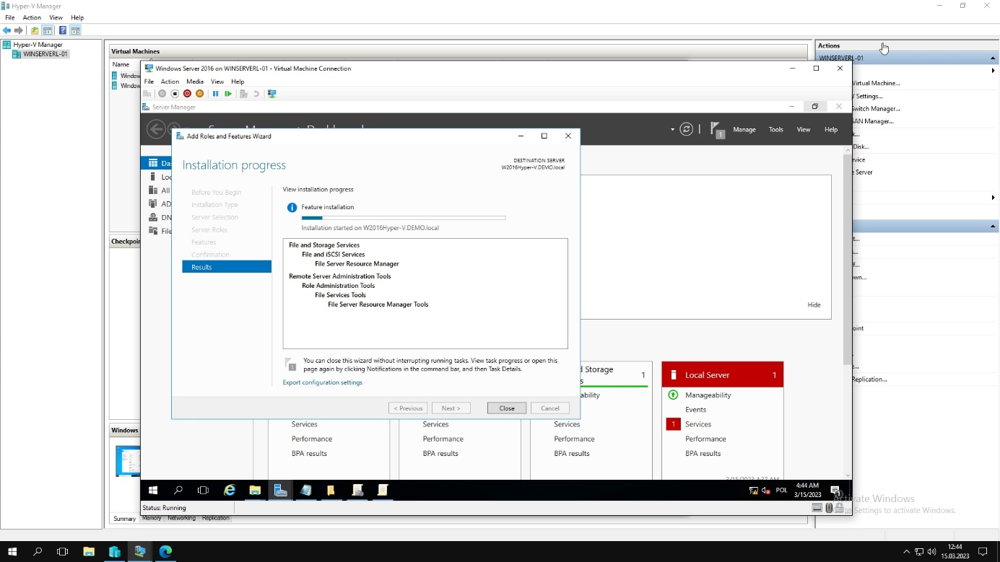 Hyper-V Manager
File Action View Help
Hyper-V Manager
WINSERVERL-01
Virtual Machines
Name
Window
Window
Checkpoin
Windows
Summary Memory Networking Replication
Actions
WINSERVERL-01
Virtual Machine...
Settings...
Switch Manager...
SAN Manager...
Disk...
Server
Replication...
Windows Server 2016 on WINSERVERL-01 - Virtual Machine Connection
File Action Media View Help
Server Manager
1 Manage Tools View Help
Das
Loc
All
AD
DN
File
Add Roles and Features Wizard
Installation progress
DESTINATION SERVER
W2016Hyper-V.DEMO.local
Before You Begin
Installation Type
Server Selection
Server Roles
Features
Confirmation
Results
View installation progress
Feature installation
Installation started on W2016Hyper-V.DEMO.local
File and Storage Services
File and iSCSI Services
File Server Resource Manager
Remote Server Administration Tools
Role Administration Tools
File Services Tools
File Server Resource Manager Tools
1
You can close this wizard without interrupting running tasks. View task progress or open this
page again by clicking Notifications in the command bar, and then Task Details.
Export configuration settings
< Previous Next > Close Cancel
Hide
Storage 1
Local Server 1
Manageability
Events
1 Services
Performance
BPA results
Services
Performance
BPA results
Services
Performance
BPA results
Services
Performance
BPA results
3/15/2023 4:37 AM
POL
4:44 AM
3/15/2023
Status: Running
Activate Windows
Settings to activate Windows.
12:44
15.03.2023